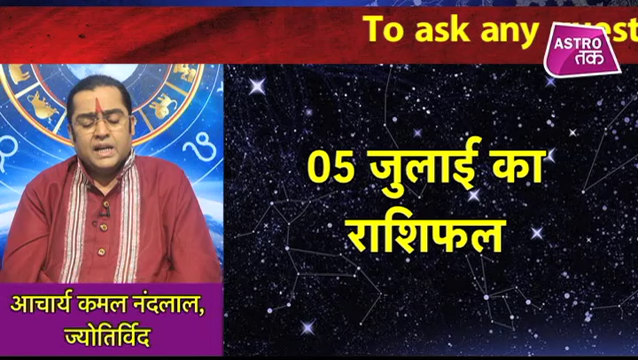 To ask any quest
ASTRO
तक
05 जुलाई का
राशिफल
आचार्य कमल नंदलाल,
ज्योतिर्विद